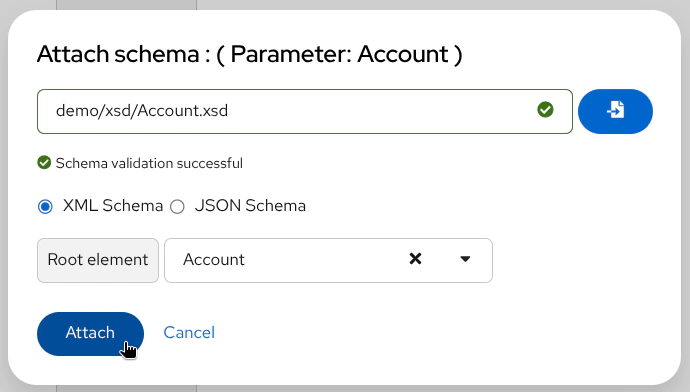 Attach schema : ( Parameter: Account )
demo/xsd/Account.xsd
Schema validation successful
XML Schema JSON Schema
Root element Account
Attach Cancel